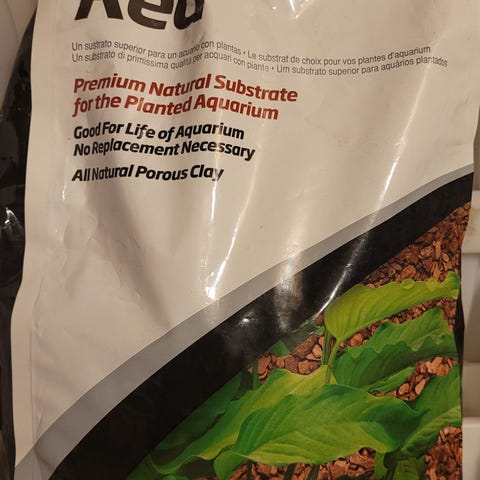 Red
Un sustrato superior para un acuario con plantas • Le substrat de choix pour vos plantes d'aquarium
Un substrato di primissima qualità per acquari con piante • Um substrato superior para aquários plantados
Premium Natural Substrate
for the Planted Aquarium
Good For Life of Aquarium
No Replacement Necessary
All Natural Porous Clay